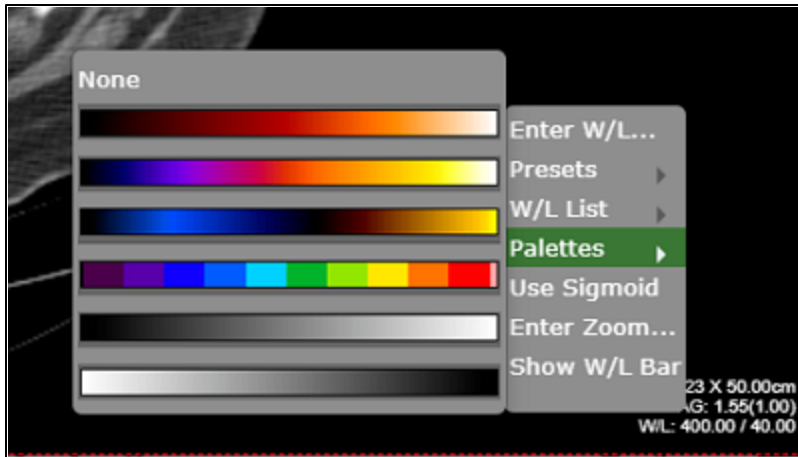 None
Enter W/L...
Presets
W/L List
Palettes
Use Sigmoid
Enter Zoom...
Show W/L Bar
23 X 50.00cm
G: 1.55(1.00)
W/L: 400.00 / 40.00